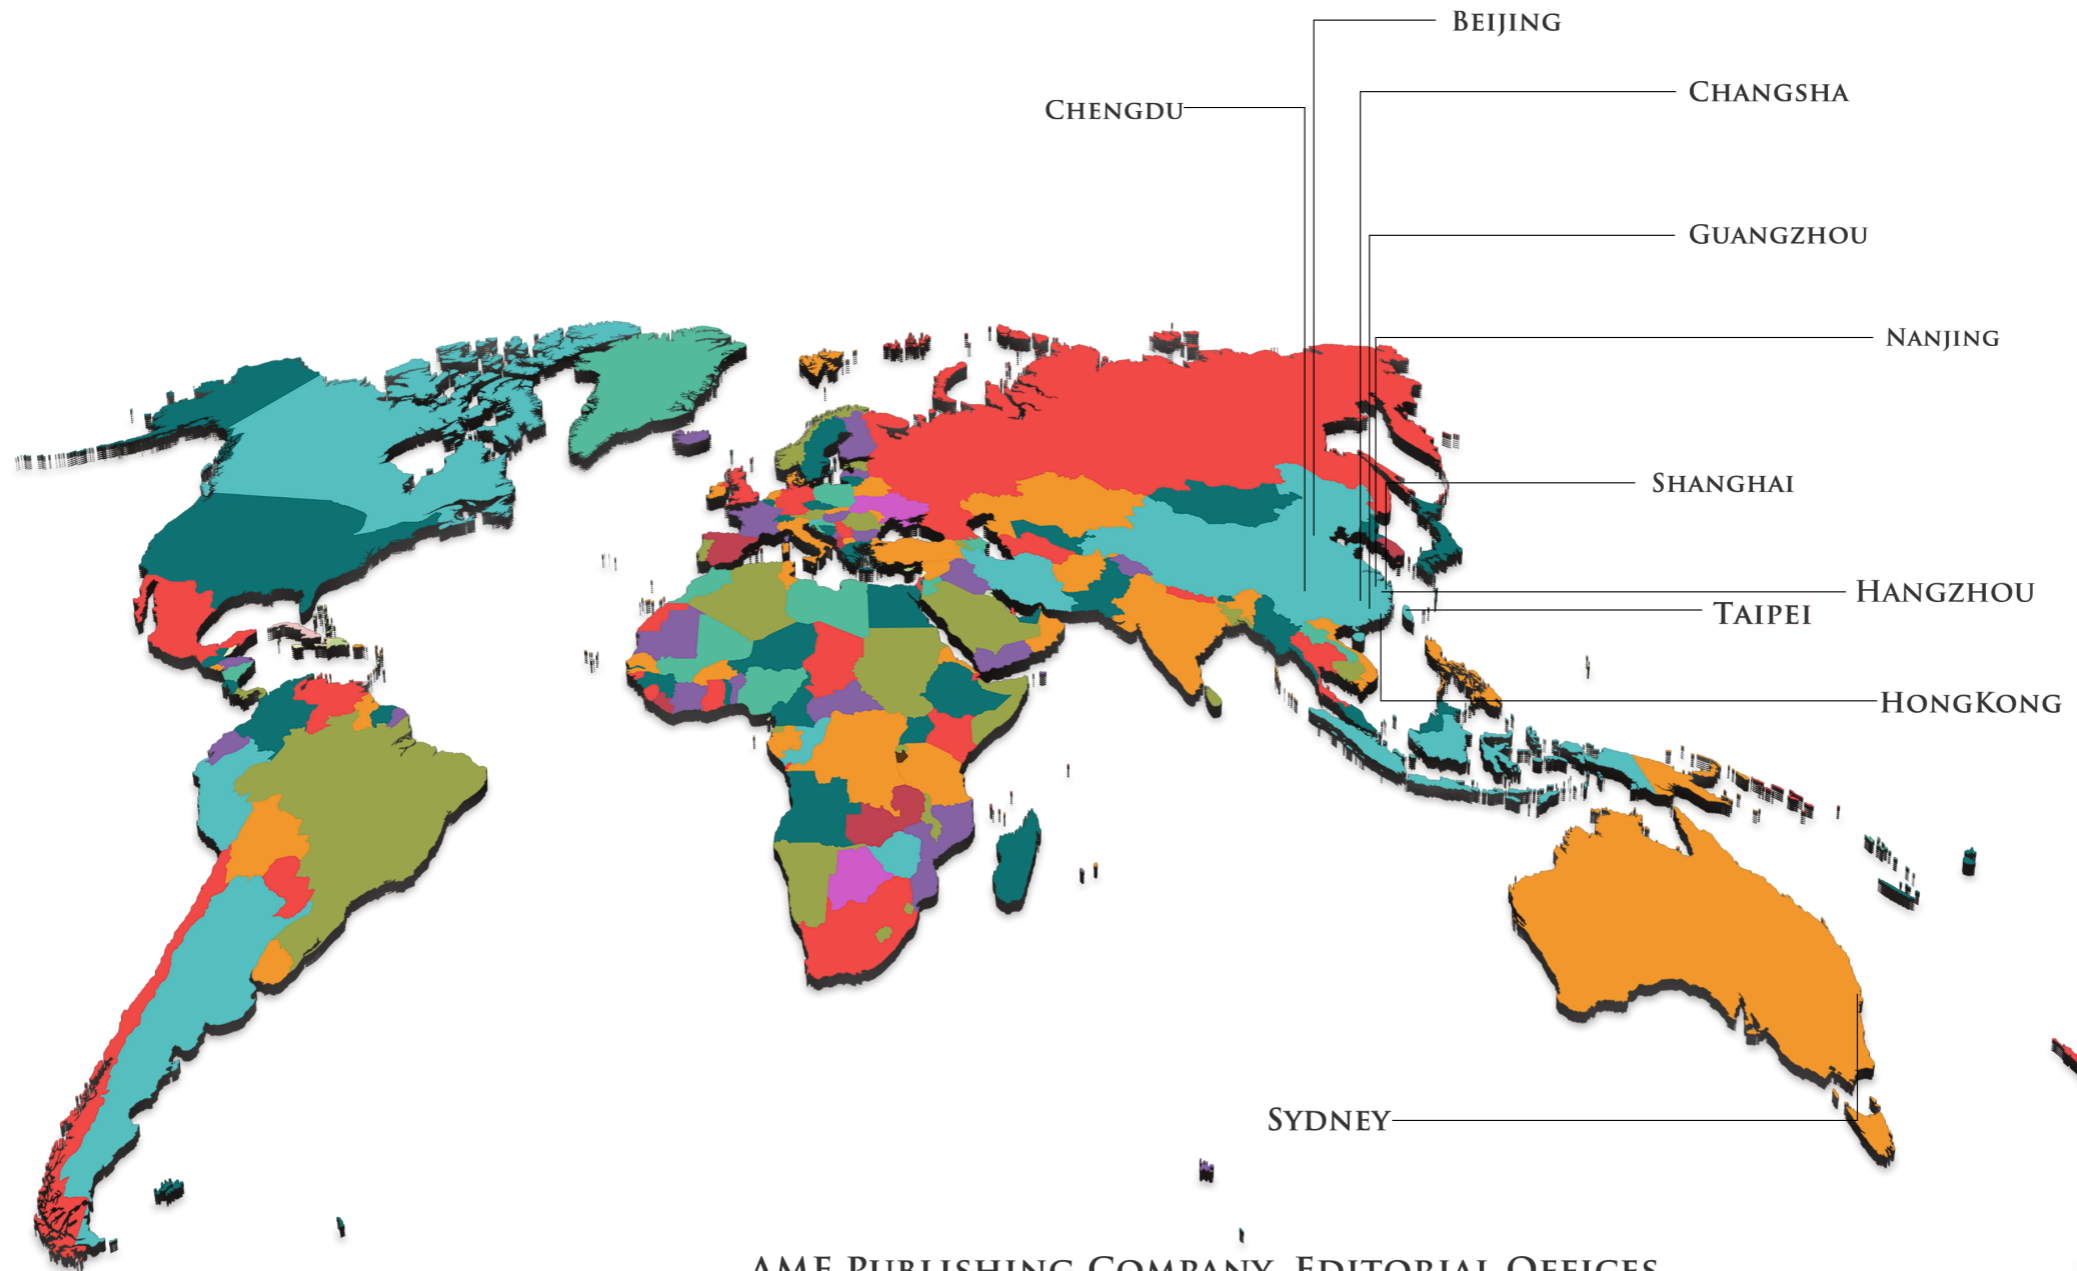 Beijing
Changsha
Chengdu
Guangzhou
Nanjing
Shanghai
Hangzhou
Taipei
HongKong
Sydney
AME Publishing Company Editorial Offices